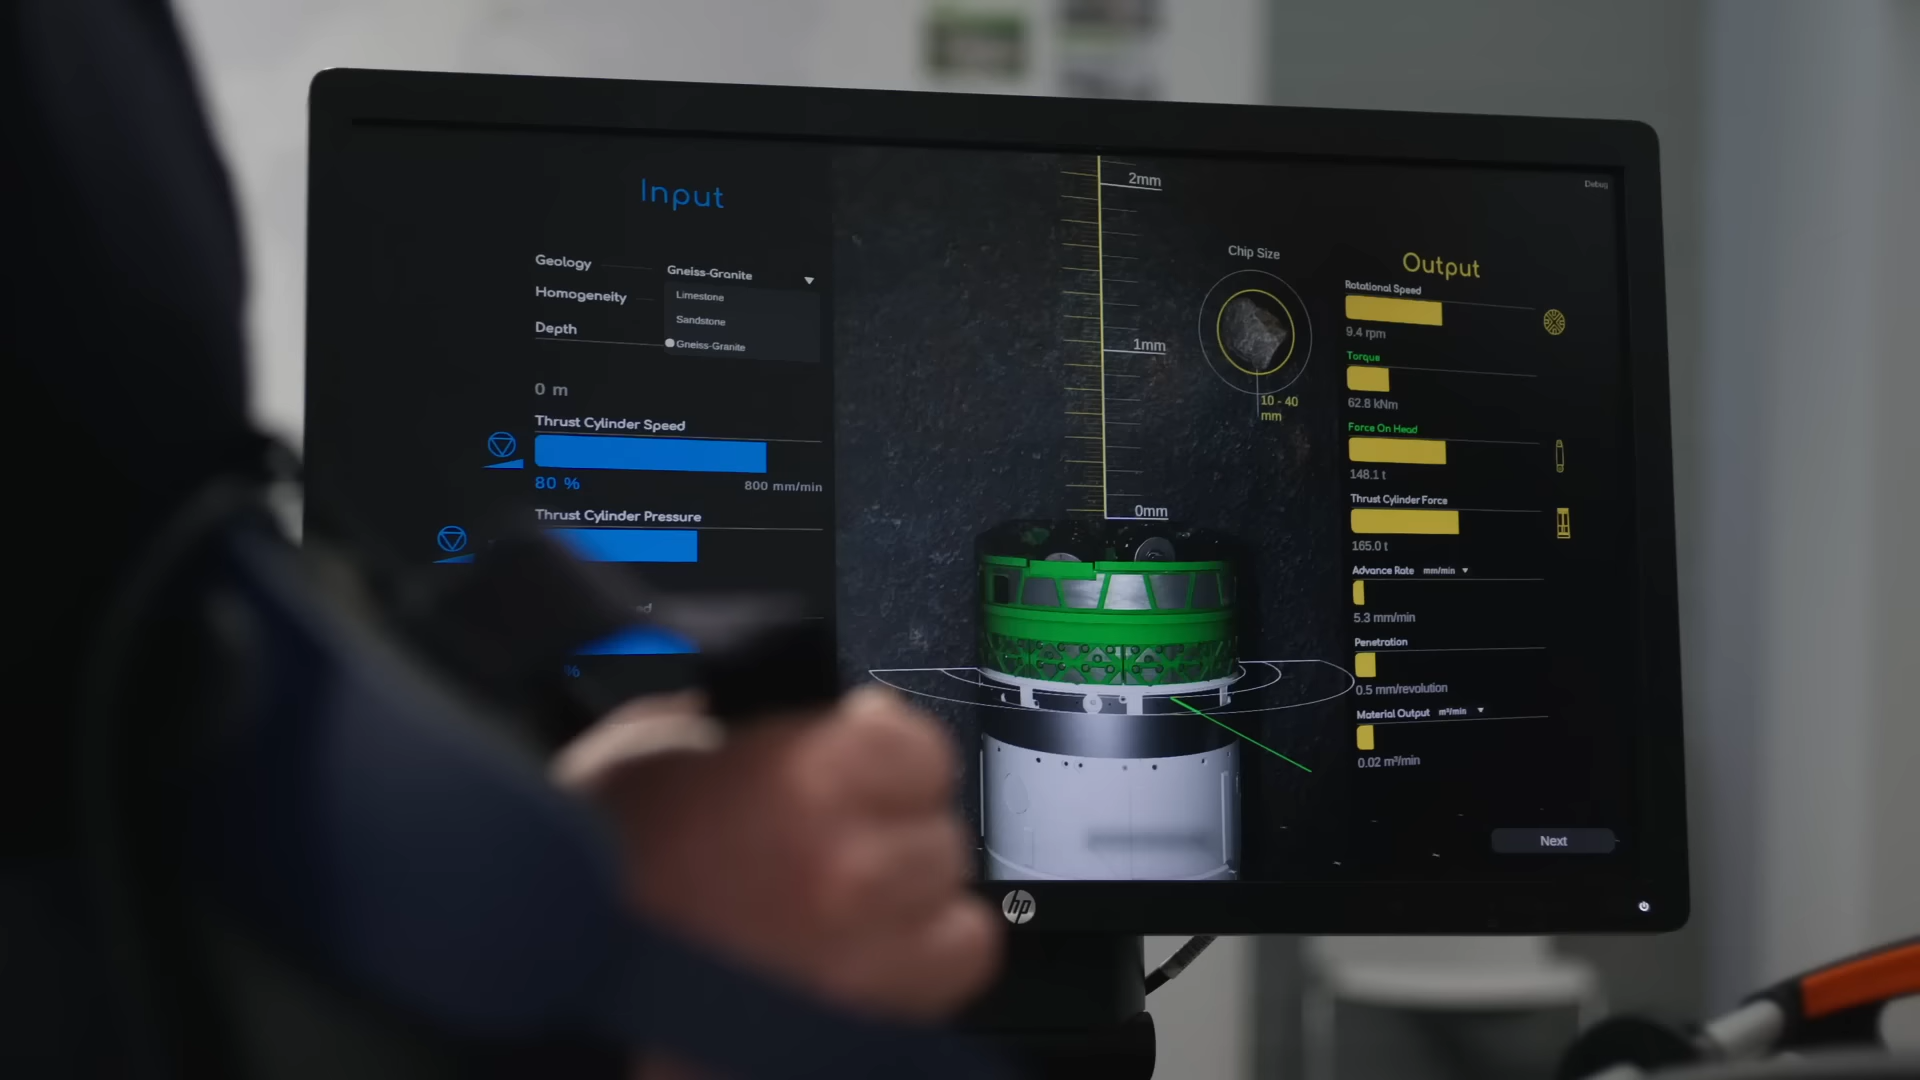 Debug
Input
Geology
Gneiss-Granite
Limestone
Homogeneity
Sandstone
Depth
Gneiss-Granite
0 m
Thrust Cylinder Speed
80 %
800 mm/min
Thrust Cylinder Pressure
%
2mm
1mm
0mm
Chip Size
10 - 40
mm
Output
Rotational Speed
9.4 rpm
Torque
62.8 kNm
Force On Head
148.1 t
Thrust Cylinder Force
165.0 t
Advance Rate mm/min
5.3 mm/min
Penetration
0.5 mm/revolution
Material Output m³/min
0.02 m³/min
Next
hp